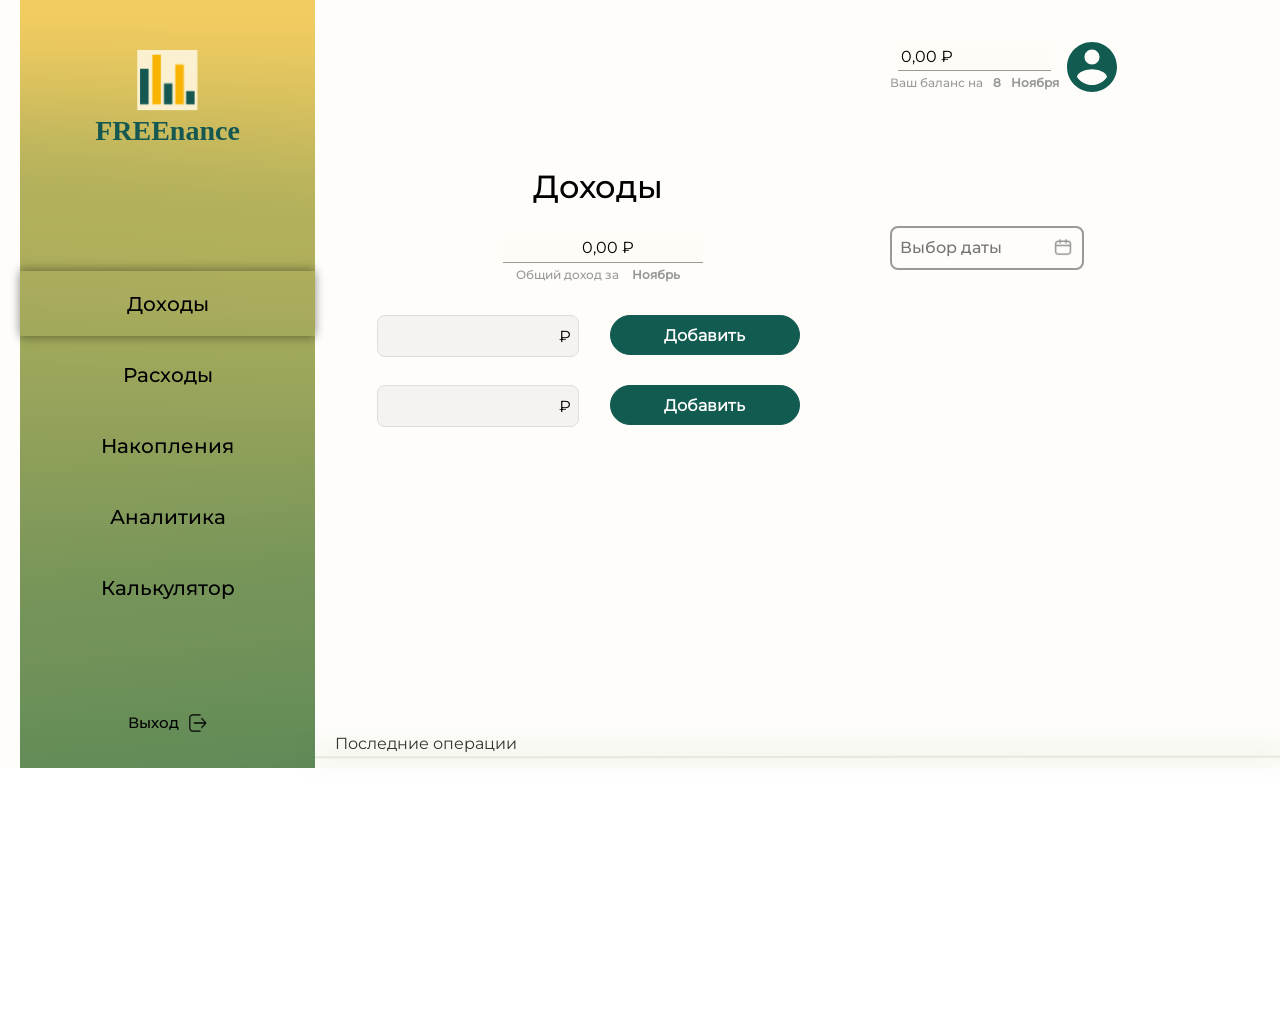 FREEnance
Доходы
Расходы
Накопления
Аналитика
Калькулятор
Выход
0,00 ₽
Ваш баланс на 8 Ноября
Доходы
0,00 ₽
Общий доход за Ноябрь
Выбор даты
₽ Добавить
₽ Добавить
Последние операции